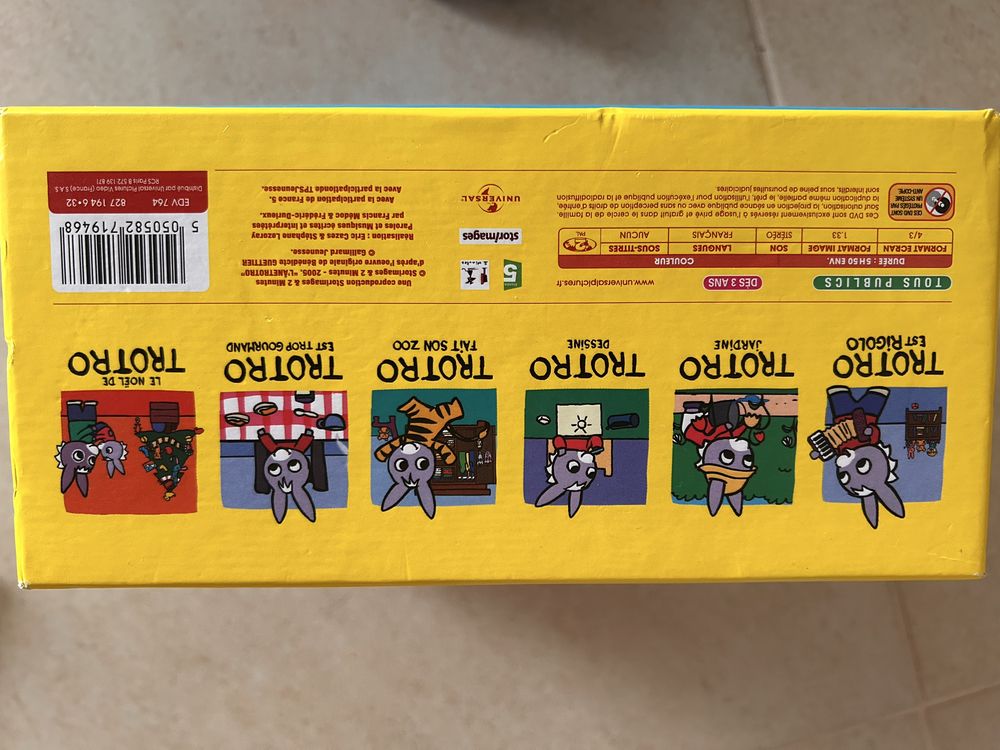 TROTRO
EST RIGOLO
TROTRO
JARDINE
TROTRO
DESSINE
TROTRO
FAIT SON ZOO
TROTRO
EST TROP GOURMAND
LE NOËL DE
TROTRO
TOUS PUBLICS
DÈS 3 ANS
www.universalpictures.fr
DURÉE : 5H50 ENV.
COULEUR
FORMAT ECRAN
FORMAT IMAGE
SON
LANGUES
SOUS-TITRES
4/3
1.33
STÉRÉO
FRANÇAIS
AUCUN
PAL
CES DVD SONT
PROTÉGÉS PAR
UN SYSTÈME
ANTI-COPIE.
Ces DVD sont exclusivement réservés à l'usage privé et gratuit dans le cercle de la famille.
Sauf autorisation, la projection en séance publique avec ou sans perception de droits d'entrée,
la duplication même partielle, le prêt, l'utilisation pour l'exécution publique et la radiodiffusion
sont interdits, sous peine de poursuites judiciaires.
5
2 minutes
storimages
UNIVERSAL
Une coproduction Storimages & 2 Minutes
© Storimages & 2 Minutes - 2005. "L'ÂNETROTRO"
d'après l'oeuvre originale de Bénédicte GUETTIER
© Gallimard Jeunesse.
Réalisation : Eric Cazes & Stéphane Lezoray
Paroles et Musiques écrites et interprétées
par Francis Médoc & Frédérick-Durieux.
Avec la participation de France 5.
Avec la participationde TPSJeunesse.
5 050582 719468
EDV 764
827 194 6•32
Distribué par Universal Pictures Video (France) S.A.S.
RCS Paris B 572 139 871